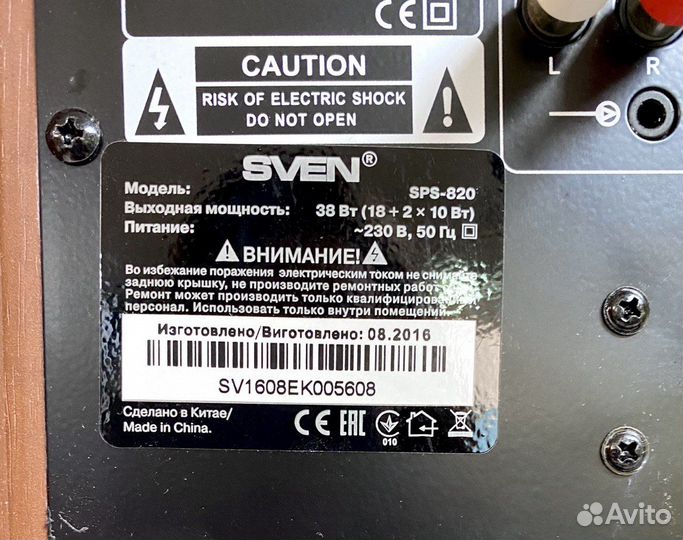 CAUTION
RISK OF ELECTRIC SHOCK
DO NOT OPEN
L R
SVEN®
Модель: SPS-820
Выходная мощность: 38 Вт (18 + 2 × 10 Вт)
Питание: ~230 В, 50 Гц
ВНИМАНИЕ!
Во избежание поражения электрическим током не снимайте
заднюю крышку, не производите ремонтных работ
Ремонт может производить только квалифицированный
персонал. Использовать только внутри помещений.
Изготовлено/Виготовлено: 08.2016
SV1608EK005608
Сделано в Китае/
Made in China.
CE EAC
010
Avito